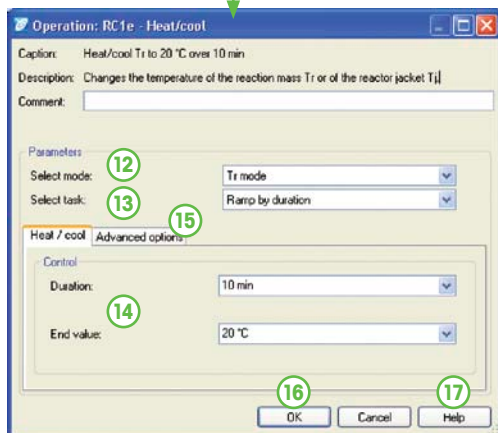 Operation: RC1e - Heat/cool
Caption: Heat/cool Tr to 20 °C over 10 min
Description: Changes the temperature of the reaction mass Tr or of the reactor jacket Tj
Comment:
Parameters
Select mode: 12 Tr mode
Select task: 13 Ramp by duration
15
Heat / cool Advanced options
Control
Duration: 10 min
14
End value: 20 °C
16 17
OK Cancel Help